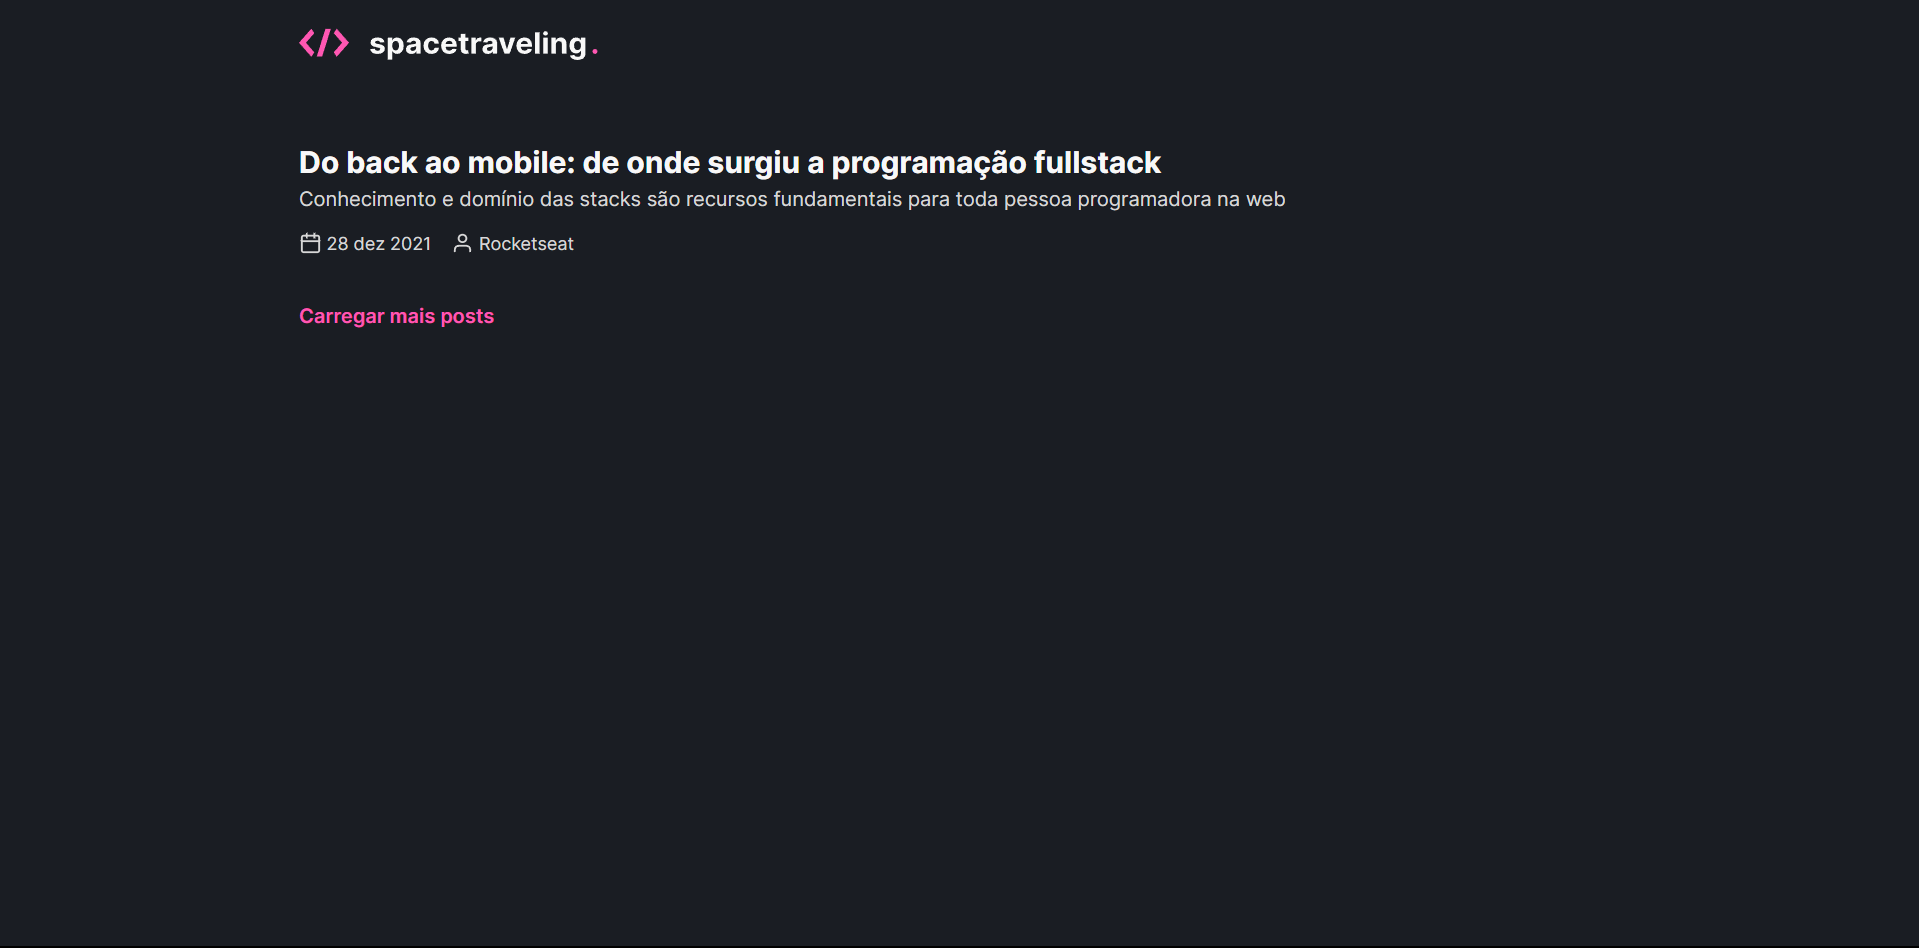 </> spacetraveling.
Do back ao mobile: de onde surgiu a programação fullstack
Conhecimento e domínio das stacks são recursos fundamentais para toda pessoa programadora na web
28 dez 2021 Rocketseat
Carregar mais posts